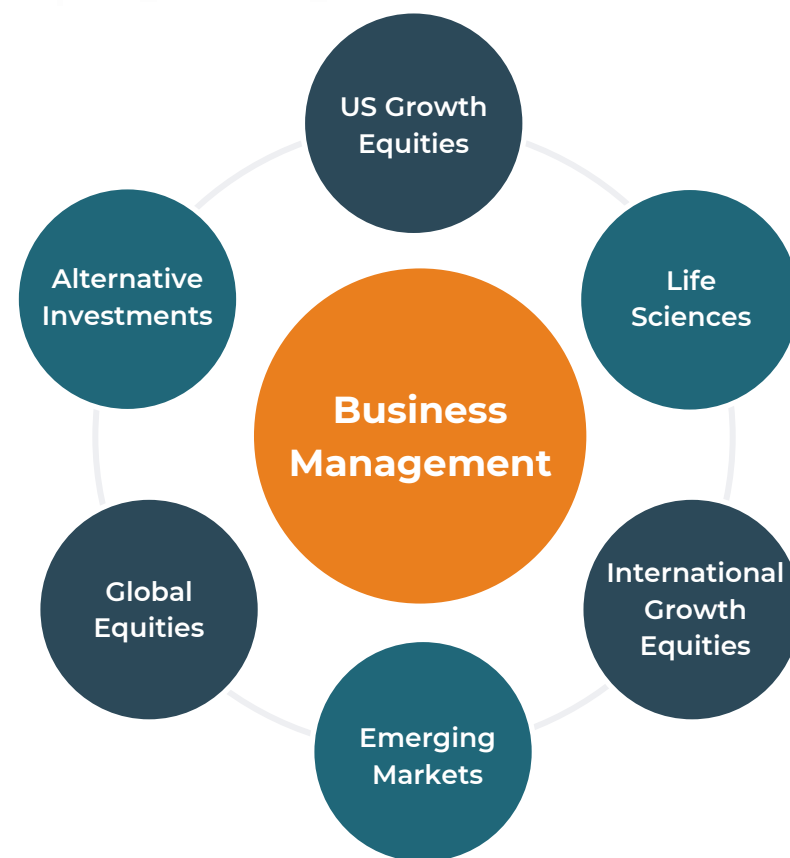 US Growth
Equities
Life
Sciences
International
Growth
Equities
Emerging
Markets
Global
Equities
Alternative
Investments
Business
Management